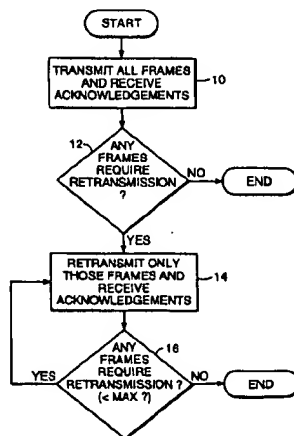 START
TRANSMIT ALL FRAMES
AND RECEIVE
ACKNOWLEDGEMENTS
10
12
ANY
FRAMES
REQUIRE
RETRANSMISSION
?
NO
END
YES
RETRANSMIT ONLY
THOSE FRAMES AND
RECEIVE
ACKNOWLEDGEMENTS
14
16
ANY
FRAMES
REQUIRE
RETRANSMISSION ?
(< MAX ?)
YES
NO
END